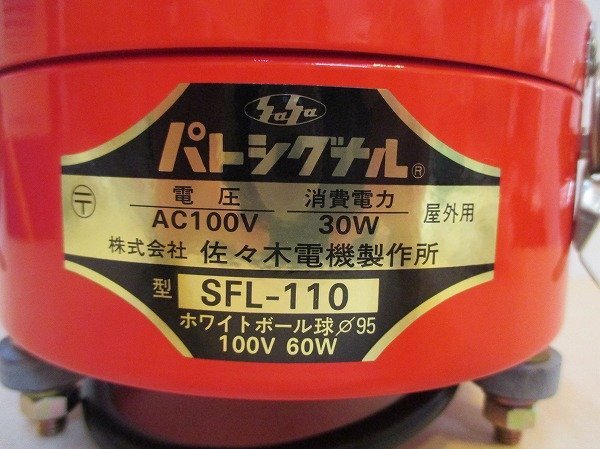 SaSa
パトシグナル®
電圧 消費電力
〒 AC100V 30W 屋外用
株式会社 佐々木電機製作所
型 SFL-110
ホワイトボール球⌀95
100V 60W